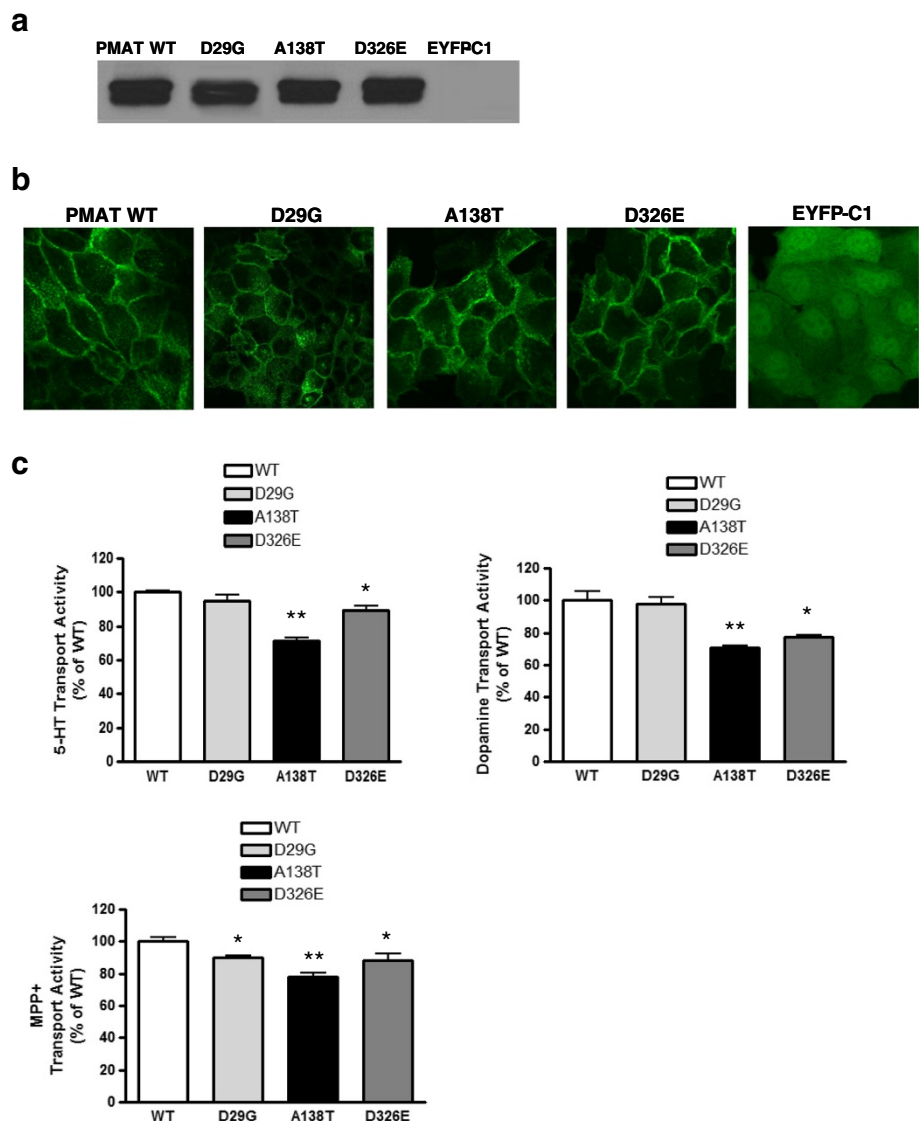 a
PMAT WT D29G A138T D326E EYFP-C1
b
PMAT WT D29G A138T D326E EYFP-C1
c
WT
D29G
A138T
D326E
5-HT Transport Activity
(% of WT)
120
100
80
60
40
20
0
*
**
WT D29G A138T D326E
WT
D29G
A138T
D326E
Dopamine Transport Activity
(% of WT)
120
100
80
60
40
20
0
**
*
WT D29G A138T D326E
WT
D29G
A138T
D326E
MPP+
Transport Activity
(% of WT)
120
100
80
60
40
20
0
* ** *
WT D29G A138T D326E